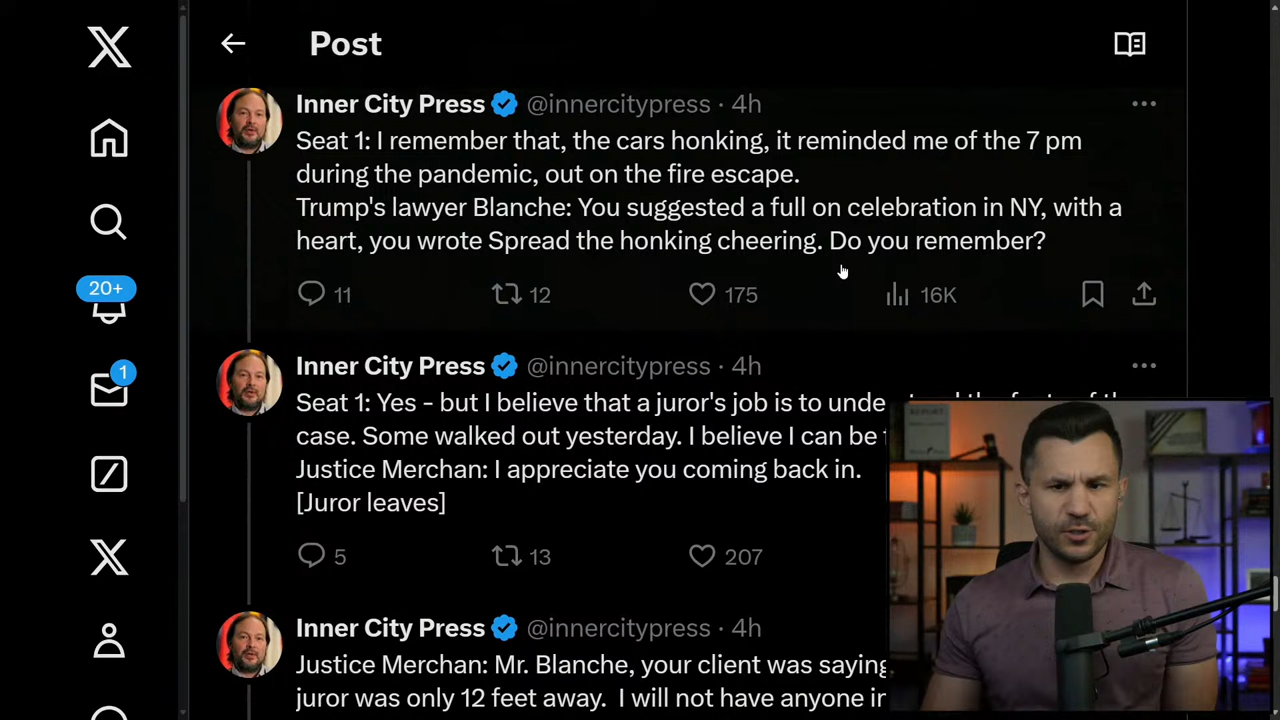 Post
Inner City Press @innercitypress · 4h
Seat 1: I remember that, the cars honking, it reminded me of the 7 pm
during the pandemic, out on the fire escape.
Trump's lawyer Blanche: You suggested a full on celebration in NY, with a
heart, you wrote Spread the honking cheering. Do you remember?
11 12 175 16K
20+
Inner City Press @innercitypress · 4h
1
Seat 1: Yes - but I believe that a juror's job is to
case. Some walked out yesterday. I believe I can be
Justice Merchan: I appreciate you coming back in.
[Juror leaves]
5 13 207
Inner City Press @innercitypress · 4h
Justice Merchan: Mr. Blanche, your client was saying
juror was only 12 feet away. I will not have anyone